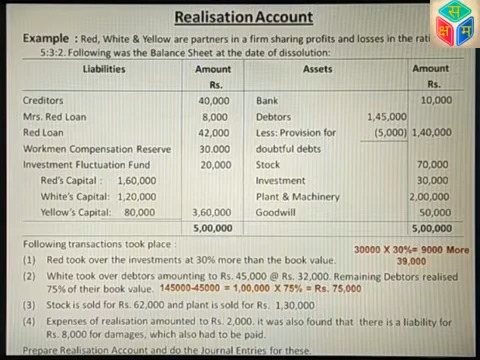 स
क्ष म
Realisation Account
Example : Red, White & Yellow are partners in a firm sharing profits and losses in the
5:3:2. Following was the Balance Sheet at the date of dissolution:
Liabilities Amount Rs. Assets Amount Rs.
Creditors 40,000 Bank 10,000
Mrs. Red Loan 8,000 Debtors 1,45,000
Red Loan 42,000 Less: Provision for (5,000) 1,40,000
Workmen Compensation Reserve 30.000 doubtful debts
Investment Fluctuation Fund 20,000 Stock 70,000
Red's Capital : 1,60,000 Investment 30,000
White's Capital: 1,20,000 Plant & Machinery 2,00,000
Yellow's Capital: 80,000 3,60,000 Goodwill 50,000
5,00,000 5,00,000
Following transactions took place :
30000 X 30%= 9000 More
(1) Red took over the investments at 30% more than the book value. 39,000
(2) White took over debtors amounting to Rs. 45,000 @ Rs. 32,000. Remaining Debtors realised
75% of their book value. 145000-45000 = 1,00,000 X 75% = Rs. 75,000
(3) Stock is sold for Rs. 62,000 and plant is sold for Rs. 1,30,000
(4) Expenses of realisation amounted to Rs. 2,000. it was also found that there is a liability for
Rs. 8,000 for damages, which also had to be paid.
Prepare Realisation Account and do the Journal Entries for these.